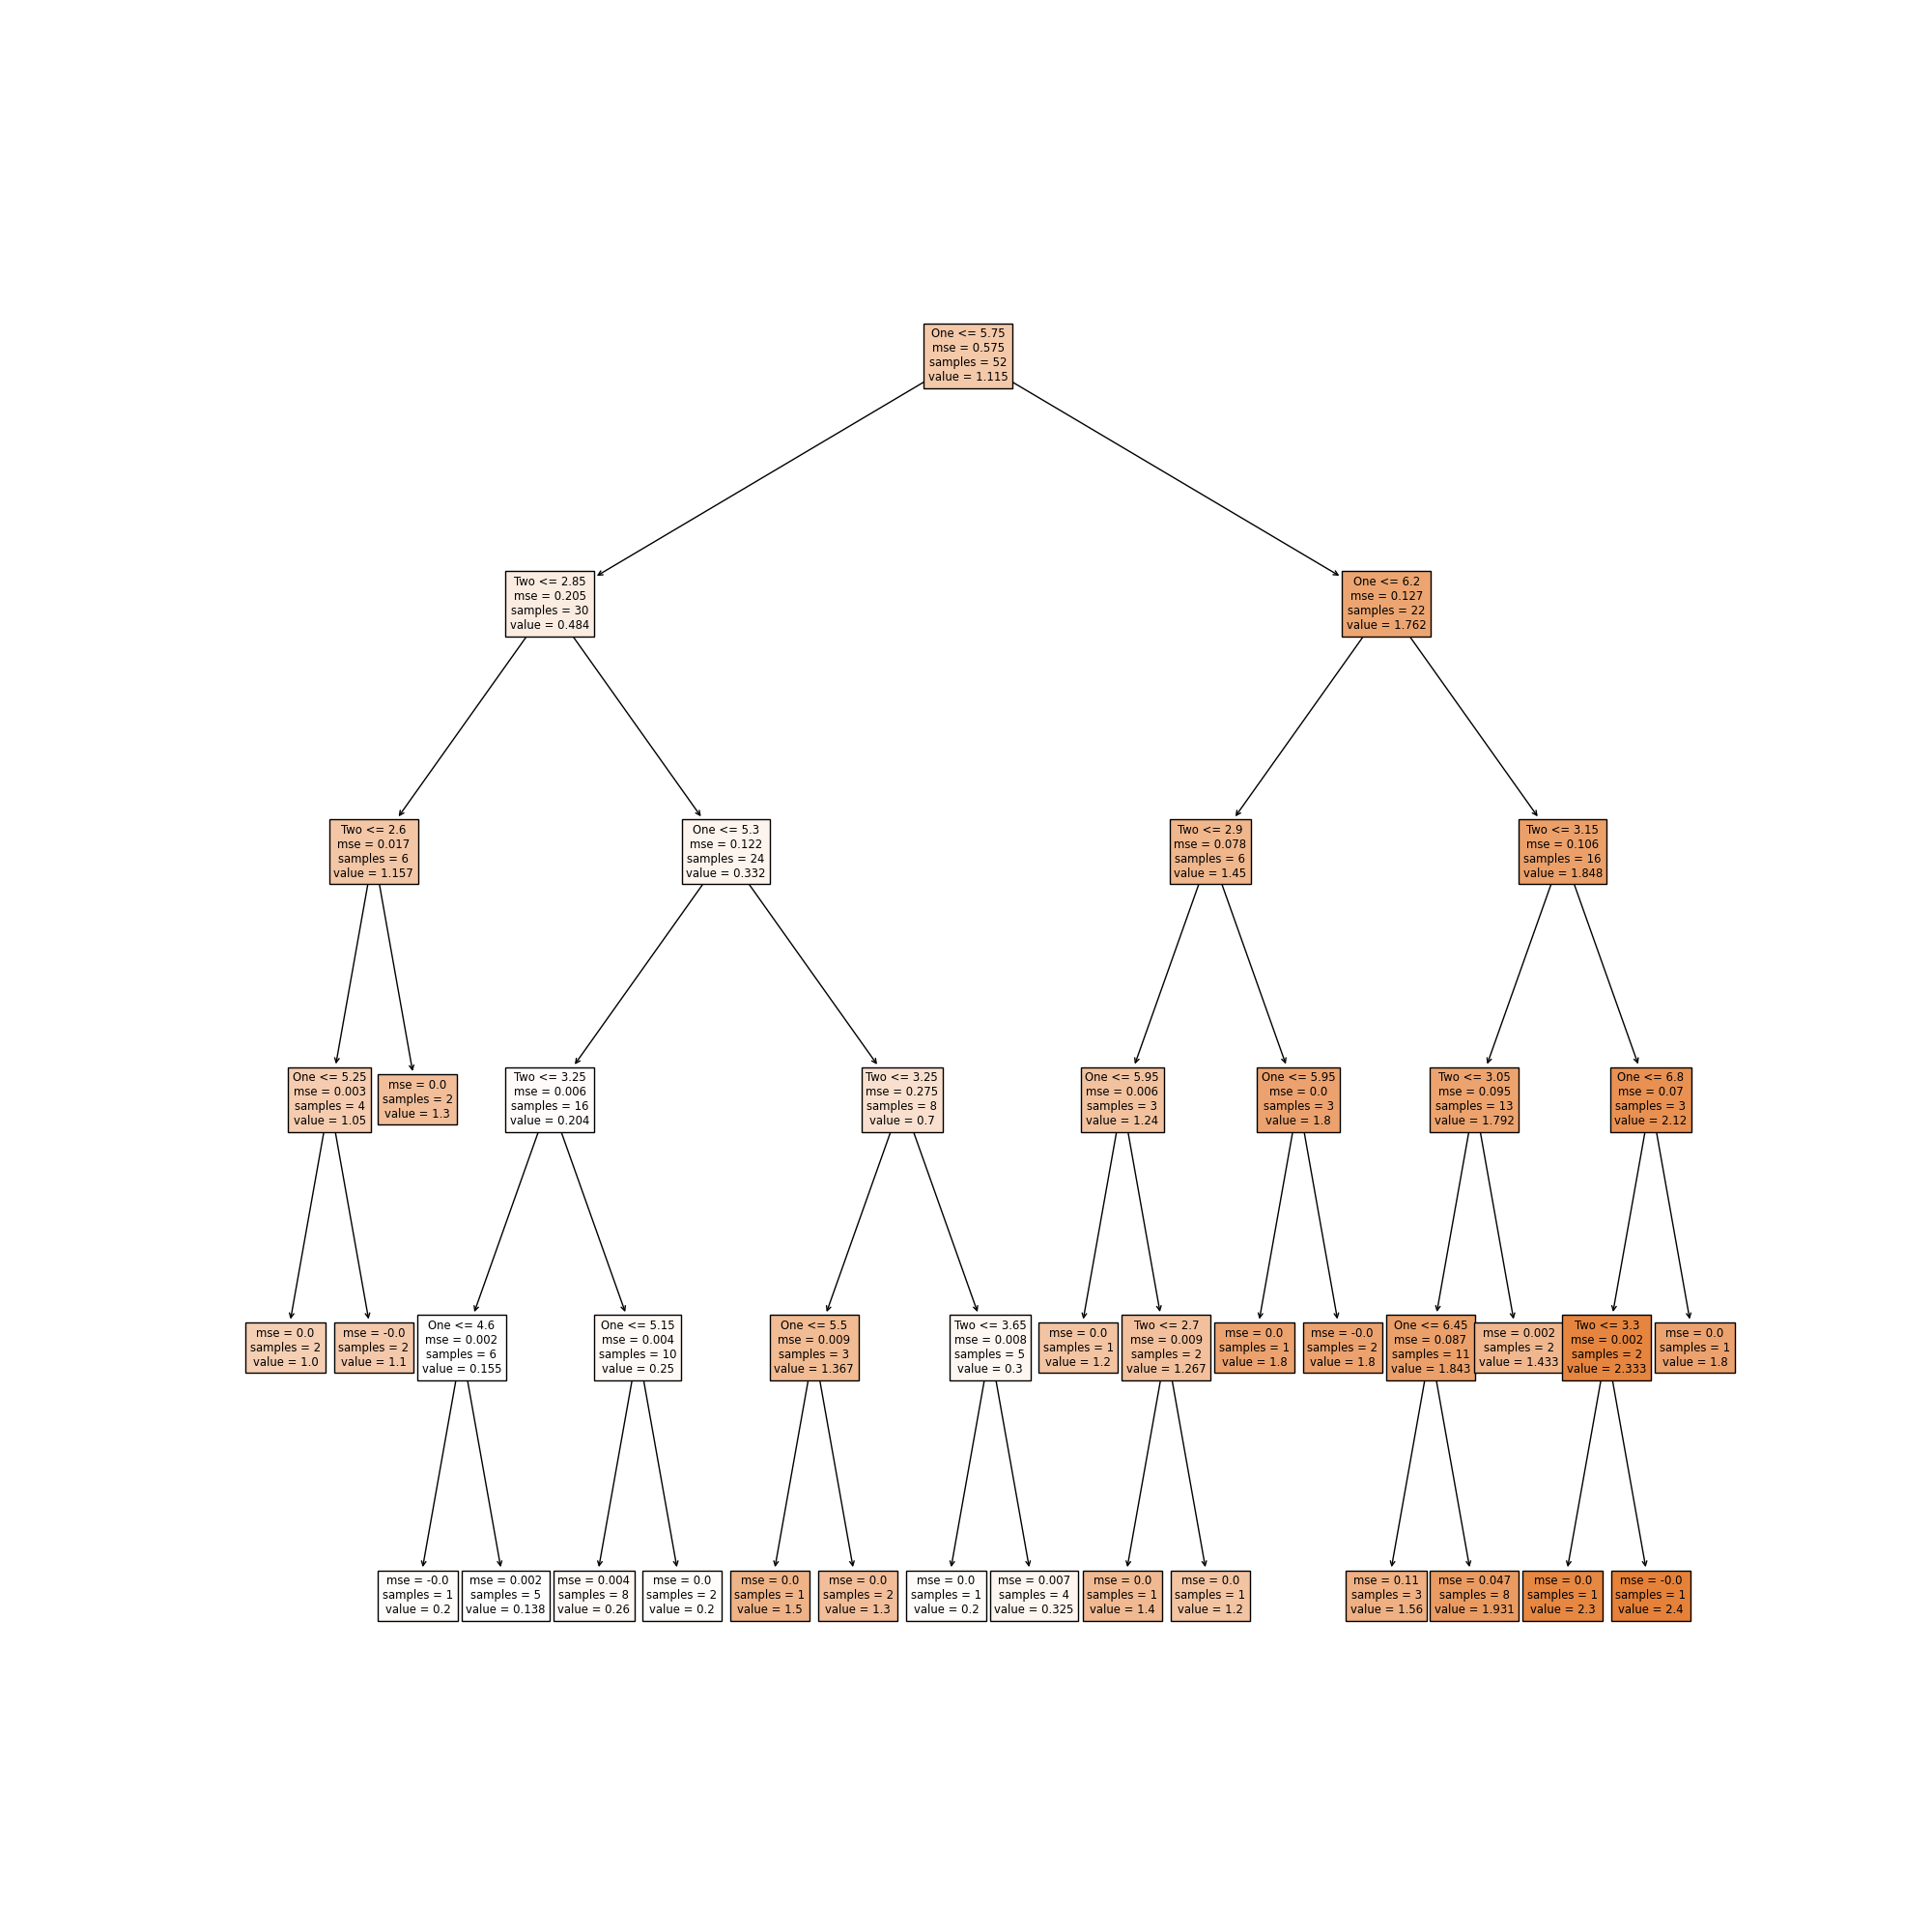 One <= 5.75
mse = 0.575
samples = 52
value = 1.115
Two <= 2.85
mse = 0.205
samples = 30
value = 0.484
One <= 6.2
mse = 0.127
samples = 22
value = 1.762
Two <= 2.6
mse = 0.017
samples = 6
value = 1.157
One <= 5.3
mse = 0.122
samples = 24
value = 0.332
Two <= 2.9
mse = 0.078
samples = 6
value = 1.45
Two <= 3.15
mse = 0.106
samples = 16
value = 1.848
One <= 5.25
mse = 0.003
samples = 4
value = 1.05
mse = 0.0
samples = 2
value = 1.3
Two <= 3.25
mse = 0.006
samples = 16
value = 0.204
Two <= 3.25
mse = 0.275
samples = 8
value = 0.7
One <= 5.95
mse = 0.006
samples = 3
value = 1.24
One <= 5.95
mse = 0.0
samples = 3
value = 1.8
Two <= 3.05
mse = 0.095
samples = 13
value = 1.792
One <= 6.8
mse = 0.07
samples = 3
value = 2.12
mse = 0.0
samples = 2
value = 1.0
mse = -0.0
samples = 2
value = 1.1
One <= 4.6
mse = 0.002
samples = 6
value = 0.155
One <= 5.15
mse = 0.004
samples = 10
value = 0.25
One <= 5.5
mse = 0.009
samples = 3
value = 1.367
Two <= 3.65
mse = 0.008
samples = 5
value = 0.3
mse = 0.0
samples = 1
value = 1.2
Two <= 2.7
mse = 0.009
samples = 2
value = 1.267
mse = 0.0
samples = 1
value = 1.8
mse = -0.0
samples = 2
value = 1.8
One <= 6.45
mse = 0.087
samples = 11
value = 1.843
mse = 0.002
samples = 2
value = 1.433
Two <= 3.3
mse = 0.002
samples = 2
value = 2.333
mse = 0.0
samples = 1
value = 1.8
mse = -0.0
samples = 1
value = 0.2
mse = 0.002
samples = 5
value = 0.138
mse = 0.004
samples = 8
value = 0.26
mse = 0.0
samples = 2
value = 0.2
mse = 0.0
samples = 1
value = 1.5
mse = 0.0
samples = 2
value = 1.3
mse = 0.0
samples = 1
value = 0.2
mse = 0.007
samples = 4
value = 0.325
mse = 0.0
samples = 1
value = 1.4
mse = 0.0
samples = 1
value = 1.2
mse = 0.11
samples = 3
value = 1.56
mse = 0.047
samples = 8
value = 1.931
mse = 0.0
samples = 1
value = 2.3
mse = -0.0
samples = 1
value = 2.4